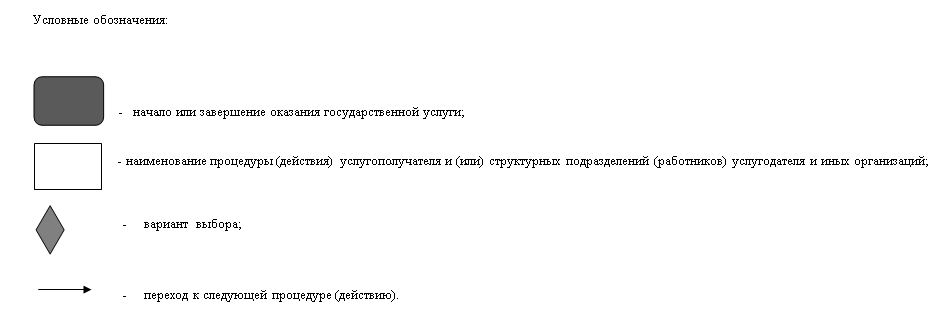 Условные обозначения:
- начало или завершение оказания государственной услуги;
- наименование процедуры (действия) услугополучателя и (или) структурных подразделений (работников) услугодателя и иных организаций;
- вариант выбора;
- переход к следующей процедуре (действию).